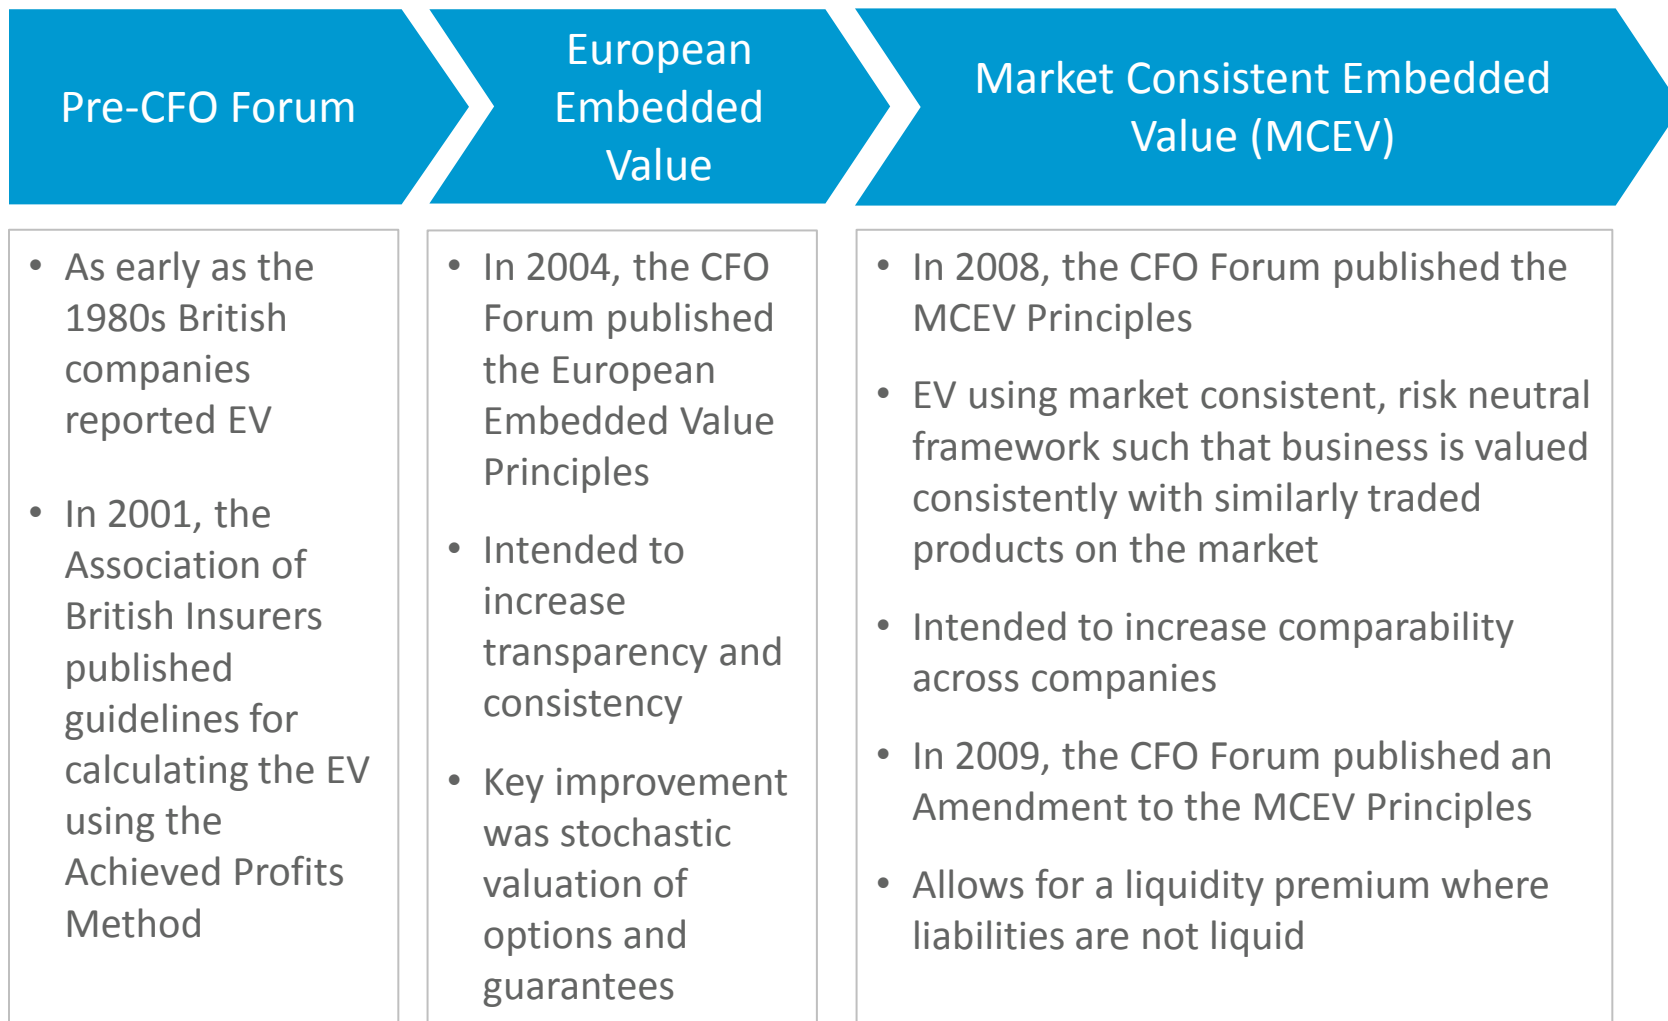 Pre-CFO Forum
European
Embedded
Value
Market Consistent Embedded
Value (MCEV)
• As early as the
1980s British
companies
reported EV
• In 2001, the
Association of
British Insurers
published
guidelines for
calculating the EV
using the
Achieved Profits
Method
• In 2004, the CFO
Forum published
the European
Embedded Value
Principles
• Intended to
increase
transparency and
consistency
• Key improvement
was stochastic
valuation of
options and
guarantees
• In 2008, the CFO Forum published the
MCEV Principles
• EV using market consistent, risk neutral
framework such that business is valued
consistently with similarly traded
products on the market
• Intended to increase comparability
across companies
• In 2009, the CFO Forum published an
Amendment to the MCEV Principles
• Allows for a liquidity premium where
liabilities are not liquid